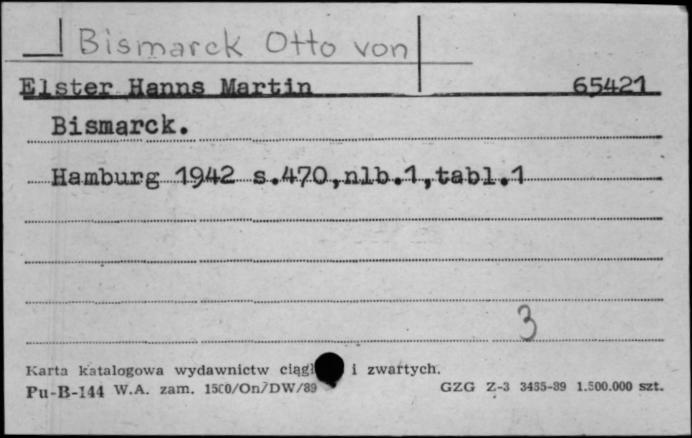 Bismarck Otto von
Elster Hanns Martin 65421
Bismarck.
Hamburg 1942 s.470,nlb.1,tabl.1
3
Karta katalogowa wydawnictw ciągł i zwartych.
Pu-B-144 W.A. zam. 1500/On/DW/89 GZG Z-3 3435-89 1.500.000 szt.